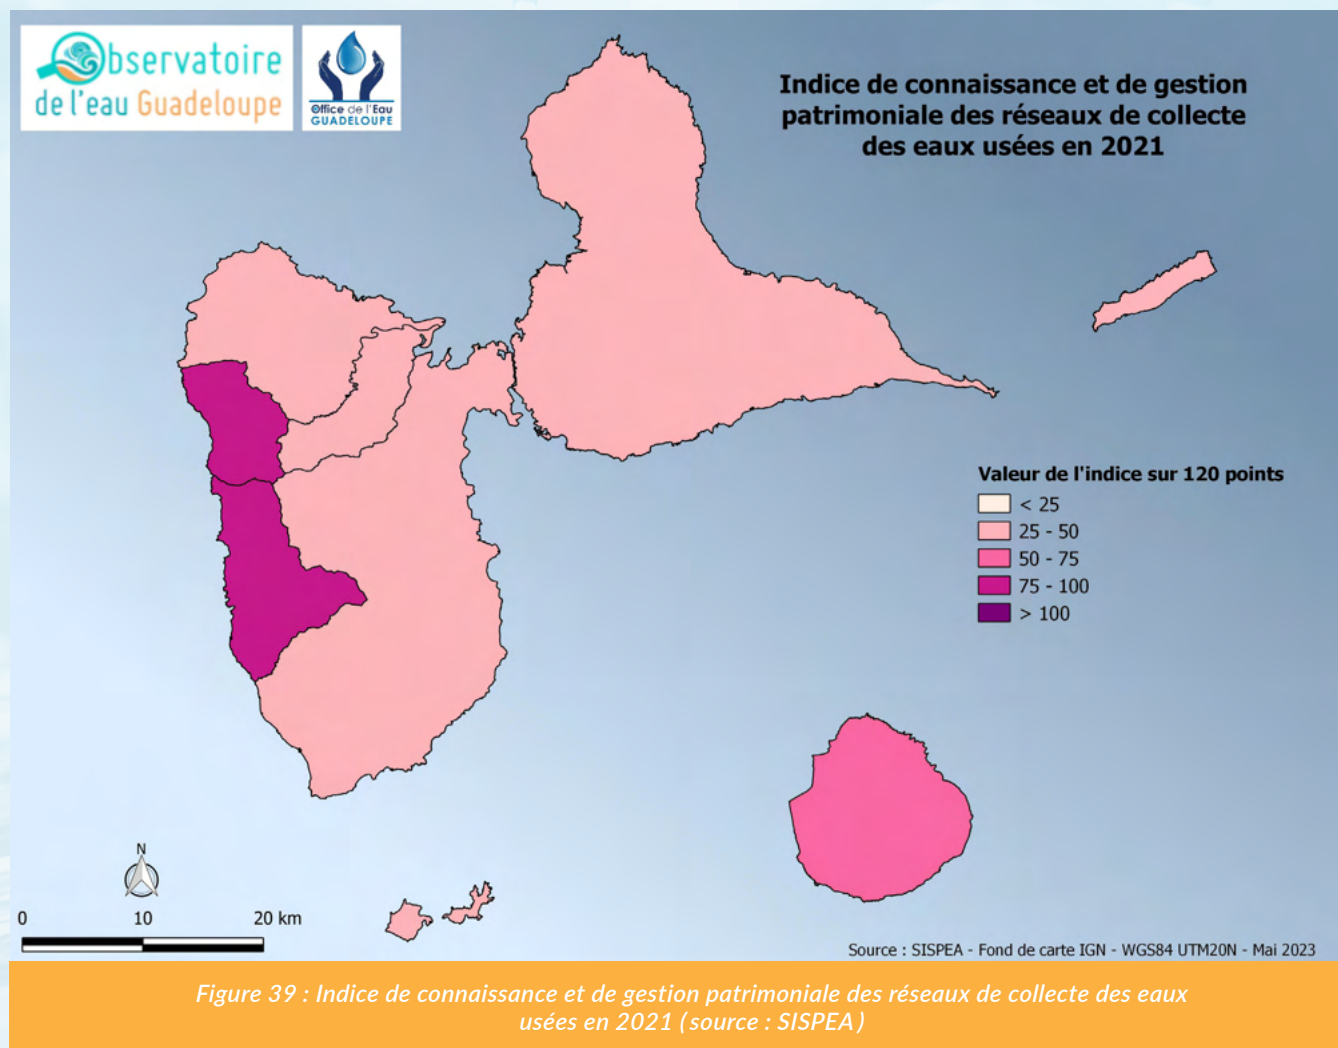 Observatoire
de l'eau Guadeloupe
Office de l'Eau
GUADELOUPE
Indice de connaissance et de gestion
patrimoniale des réseaux de collecte
des eaux usées en 2021
Valeur de l'indice sur 120 points
< 25
25 - 50
50 - 75
75 - 100
> 100
N
0 10 20 km
Source : SISPEA - Fond de carte IGN - WGS84 UTM20N - Mai 2023
Figure 39 : Indice de connaissance et de gestion patrimoniale des réseaux de collecte des eaux
usées en 2021 (source : SISPEA)